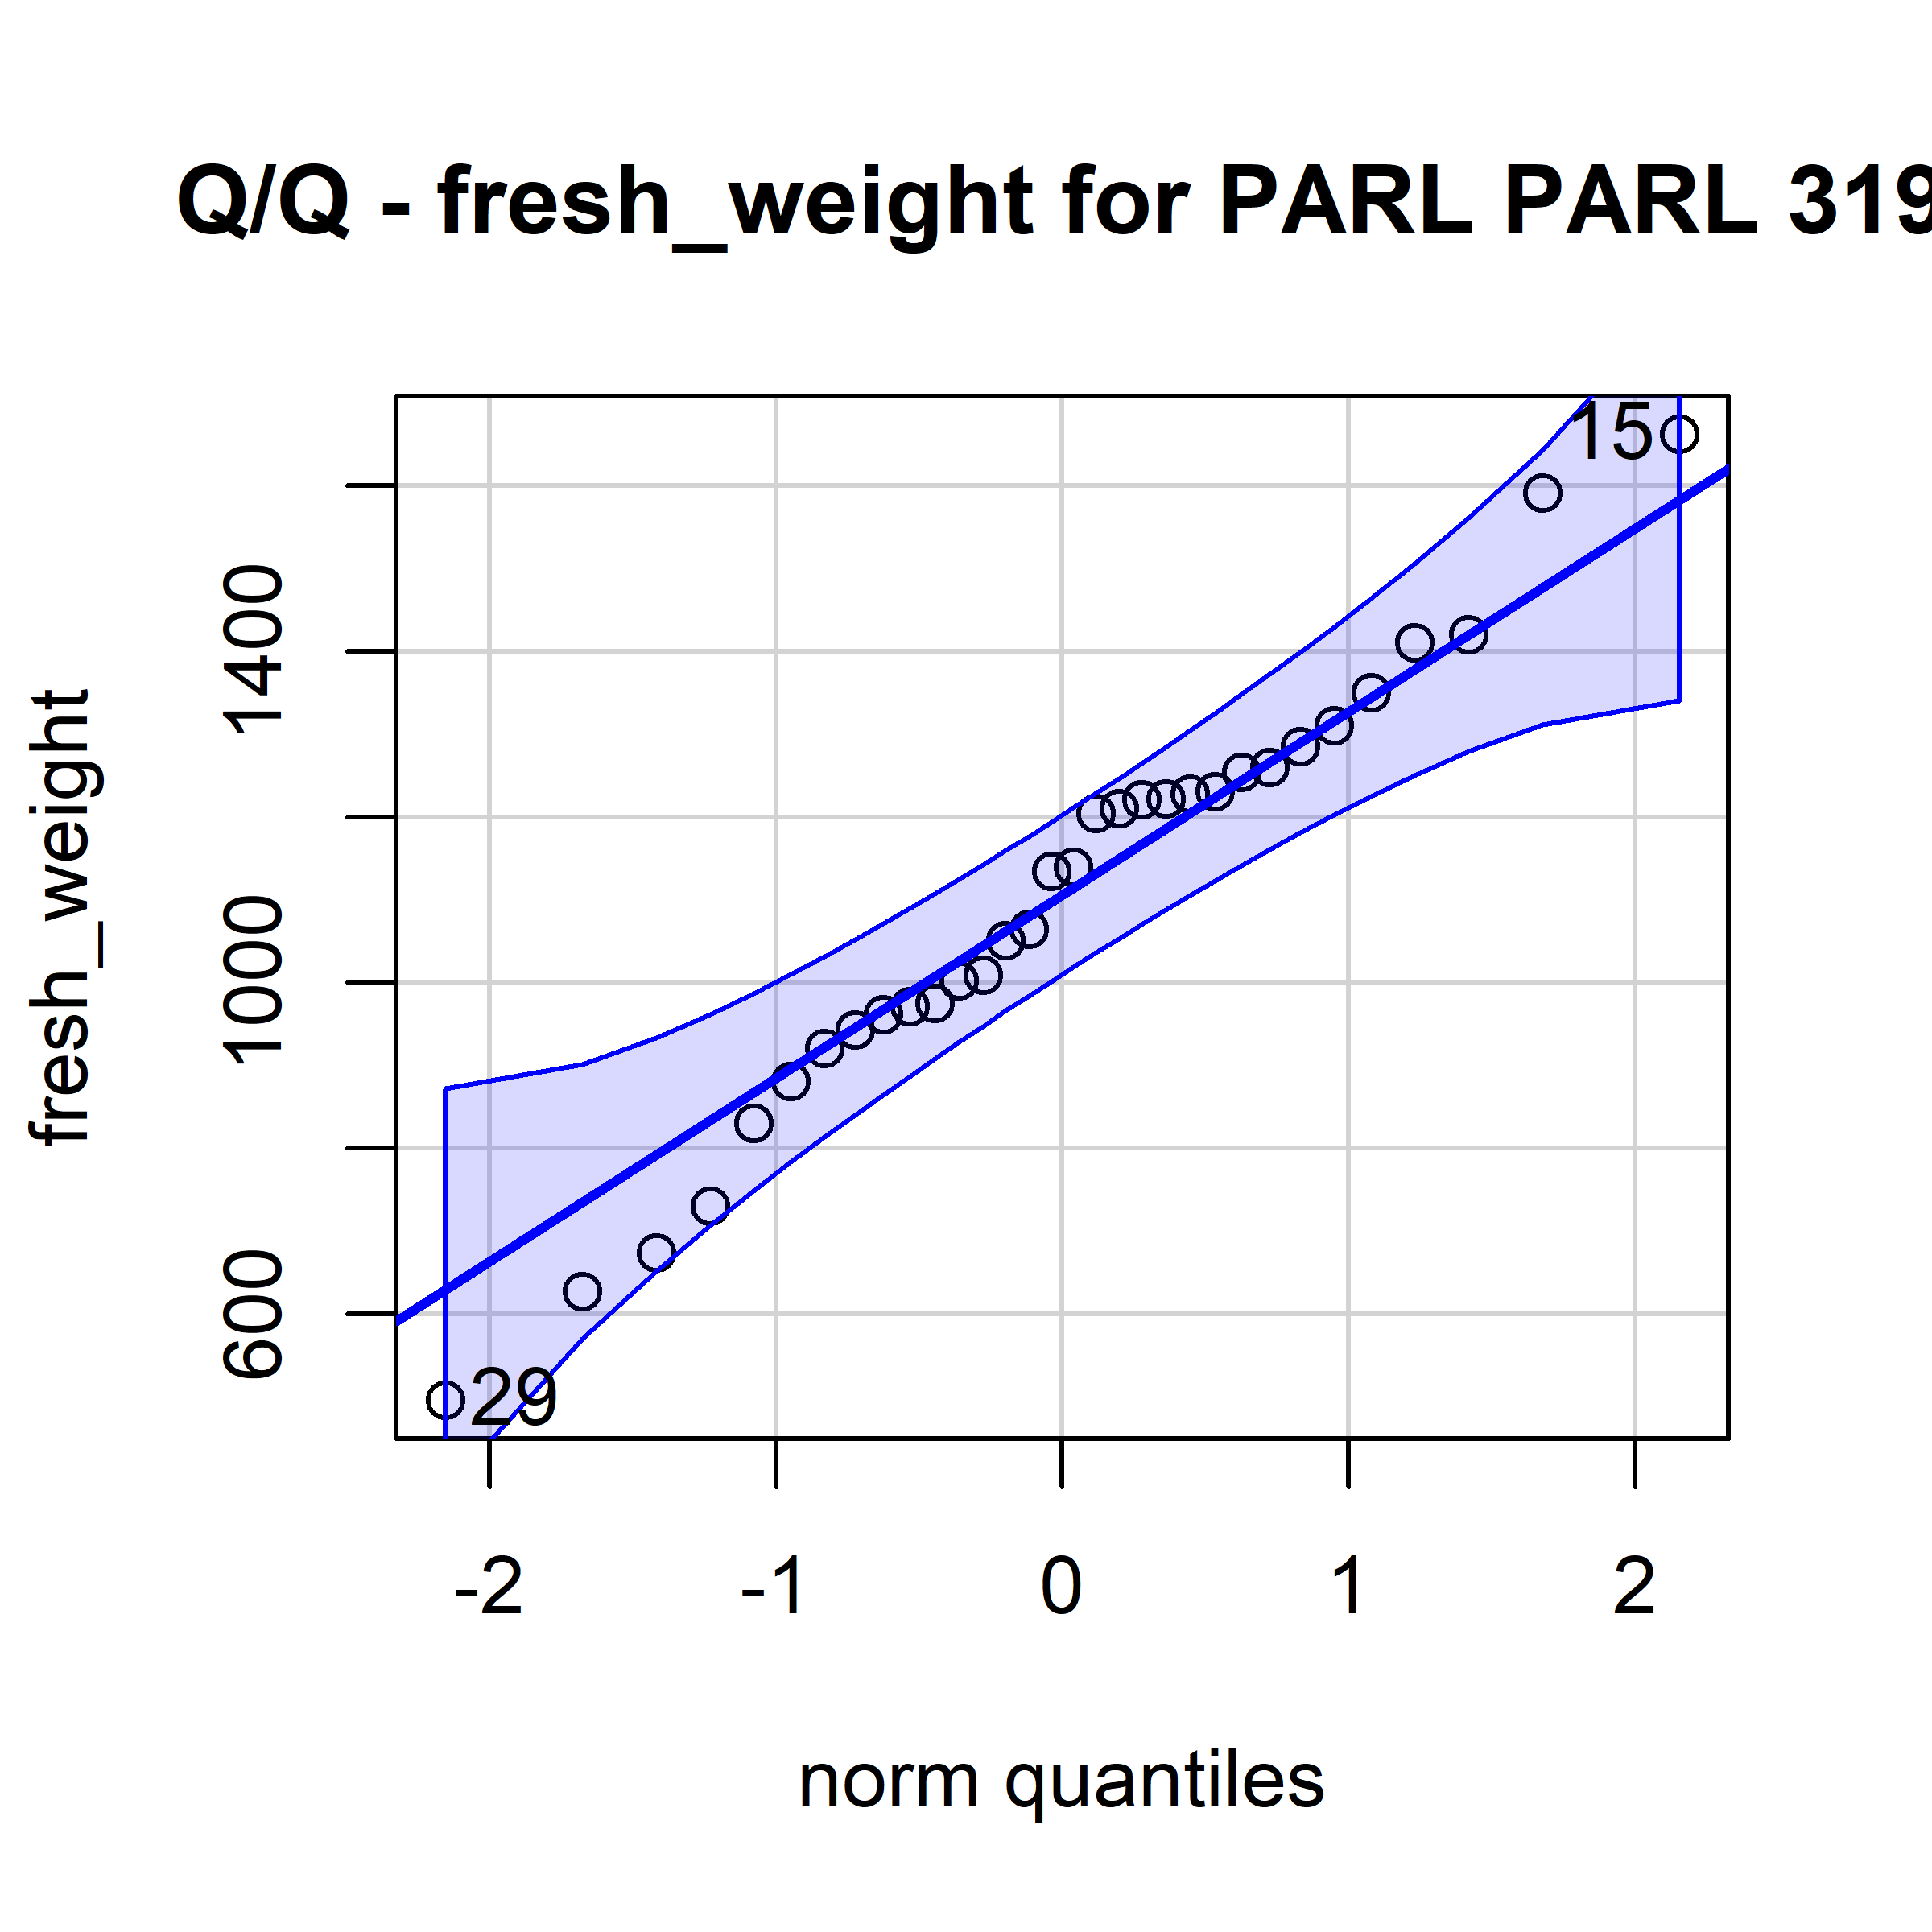 Q/Q - fresh_weight for PARL PARL 319
15
1400
1000
600
fresh_weight
29
-2 -1 0 1 2
norm quantiles